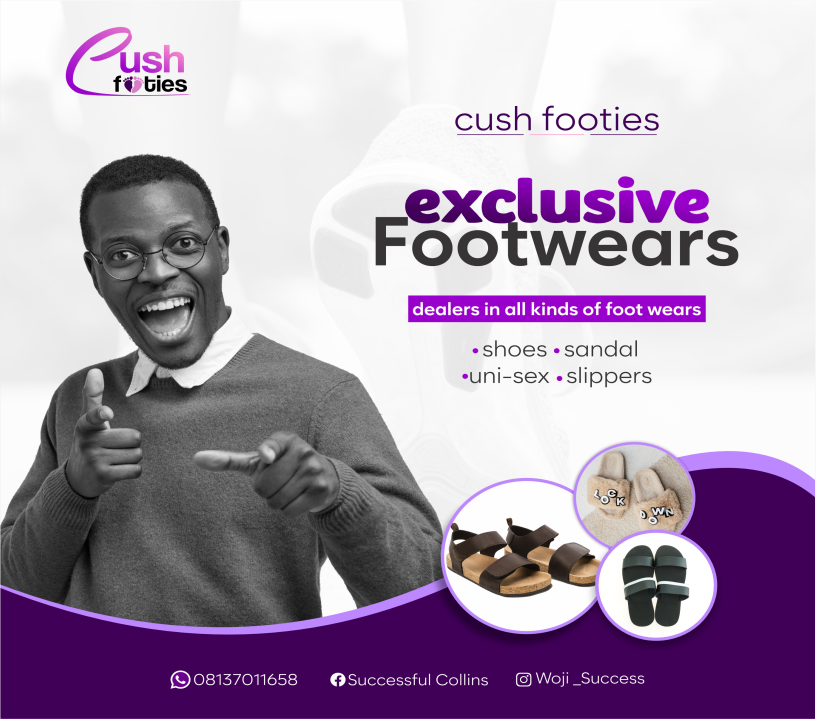 Cush
footies
cush footies
exclusive
Footwears
dealers in all kinds of foot wears
• shoes • sandal
• uni-sex • slippers
LOCK
DOWN
08137011658
Successful Collins
Woji _Success